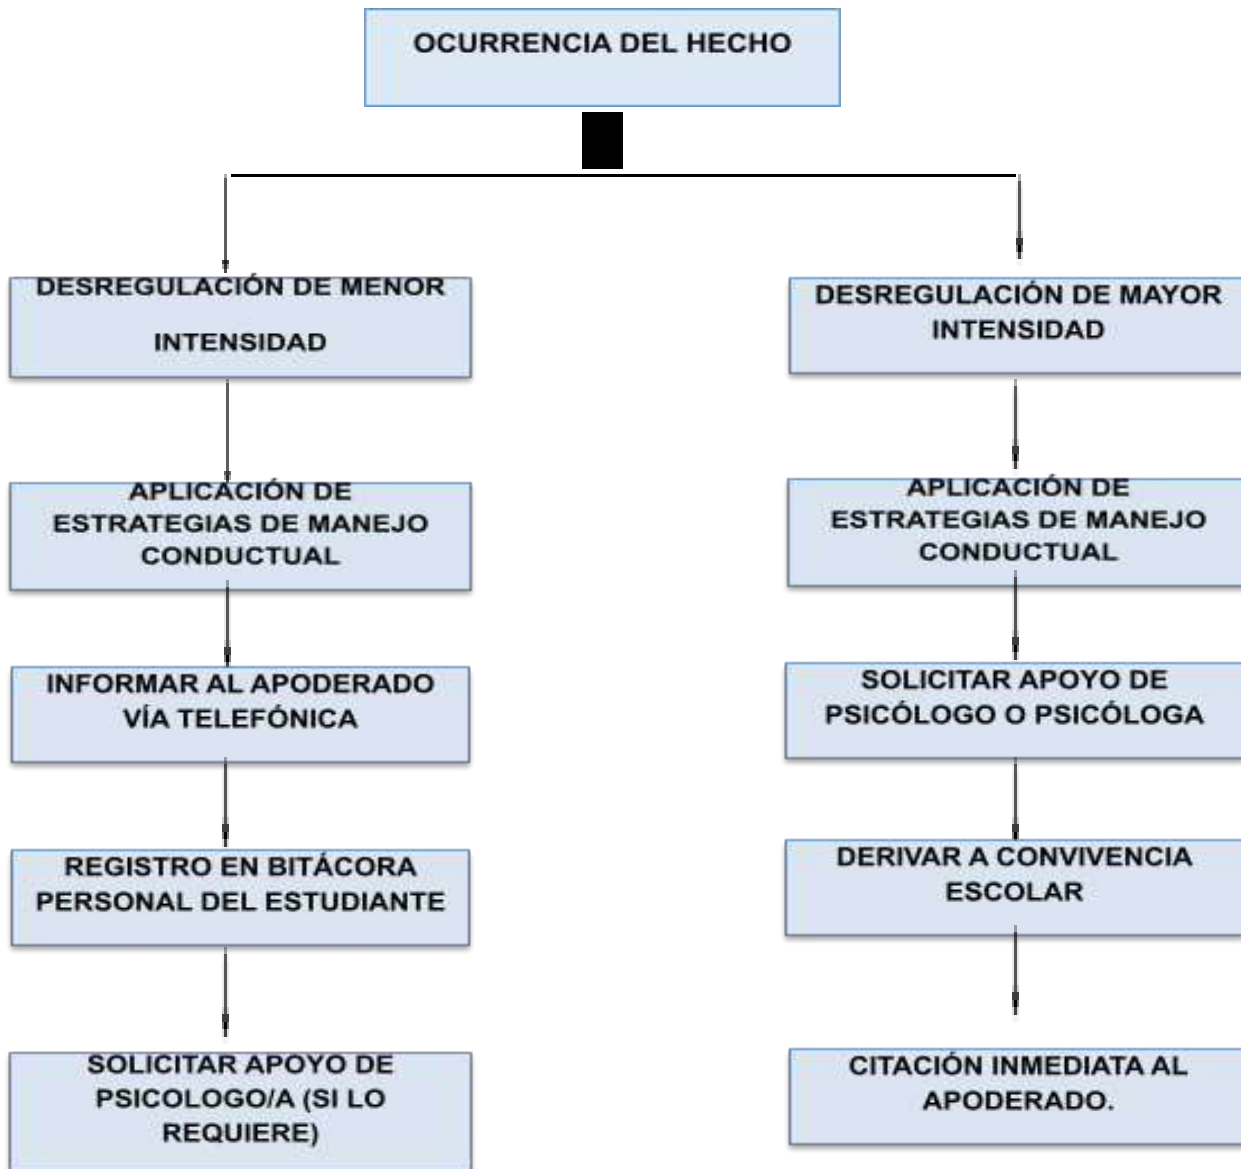 OCURRENCIA DEL HECHO
DESREGULACIÓN DE MENOR
INTENSIDAD
APLICACIÓN DE
ESTRATEGIAS DE MANEJO
CONDUCTUAL
INFORMAR AL APODERADO
VÍA TELEFÓNICA
REGISTRO EN BITÁCORA
PERSONAL DEL ESTUDIANTE
SOLICITAR APOYO DE
PSICOLOGO/A (SI LO
REQUIERE)
DESREGULACIÓN DE MAYOR
INTENSIDAD
APLICACIÓN DE
ESTRATEGIAS DE MANEJO
CONDUCTUAL
SOLICITAR APOYO DE
PSICÓLOGO O PSICÓLOGA
DERIVAR A CONVIVENCIA
ESCOLAR
CITACIÓN INMEDIATA AL
APODERADO.